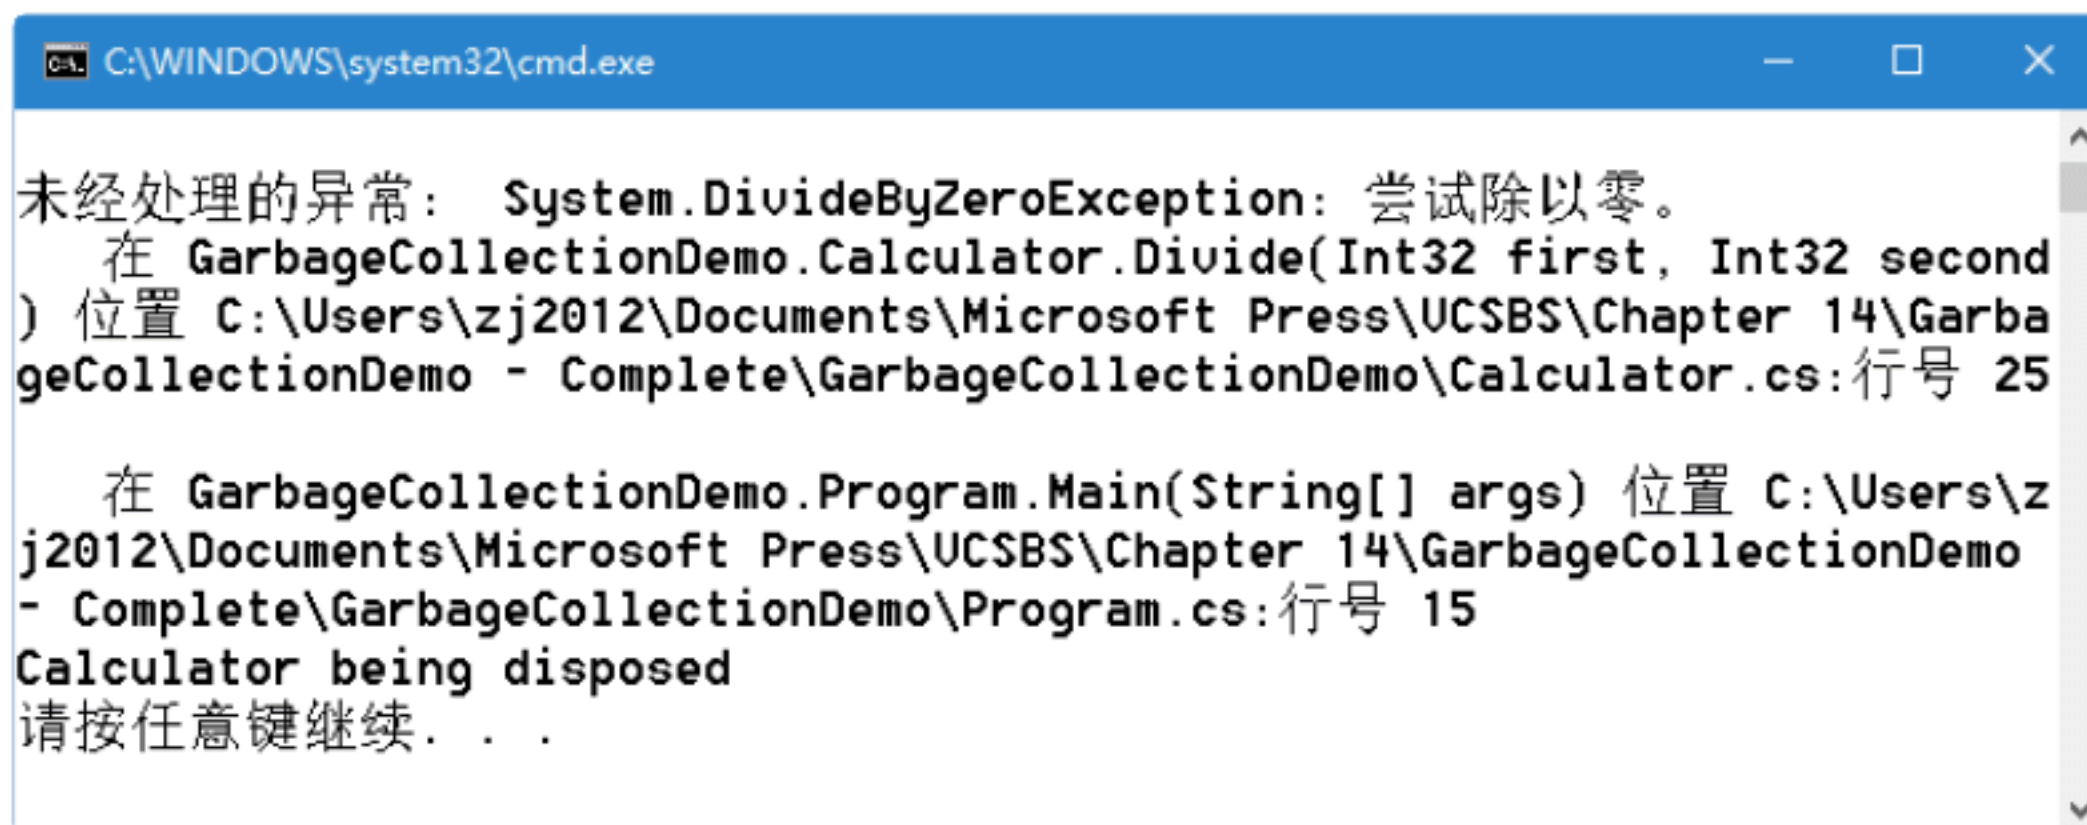 C:\WINDOWS\system32\cmd.exe
未经处理的异常:  System.DivideByZeroException: 尝试除以零。
   在 GarbageCollectionDemo.Calculator.Divide(Int32 first, Int32 second
) 位置 C:\Users\zj2012\Documents\Microsoft Press\VCSBS\Chapter 14\Garba
geCollectionDemo - Complete\GarbageCollectionDemo\Calculator.cs:行号 25
   在 GarbageCollectionDemo.Program.Main(String[] args) 位置 C:\Users\z
j2012\Documents\Microsoft Press\VCSBS\Chapter 14\GarbageCollectionDemo
- Complete\GarbageCollectionDemo\Program.cs:行号 15
Calculator being disposed
请按任意键继续. . .